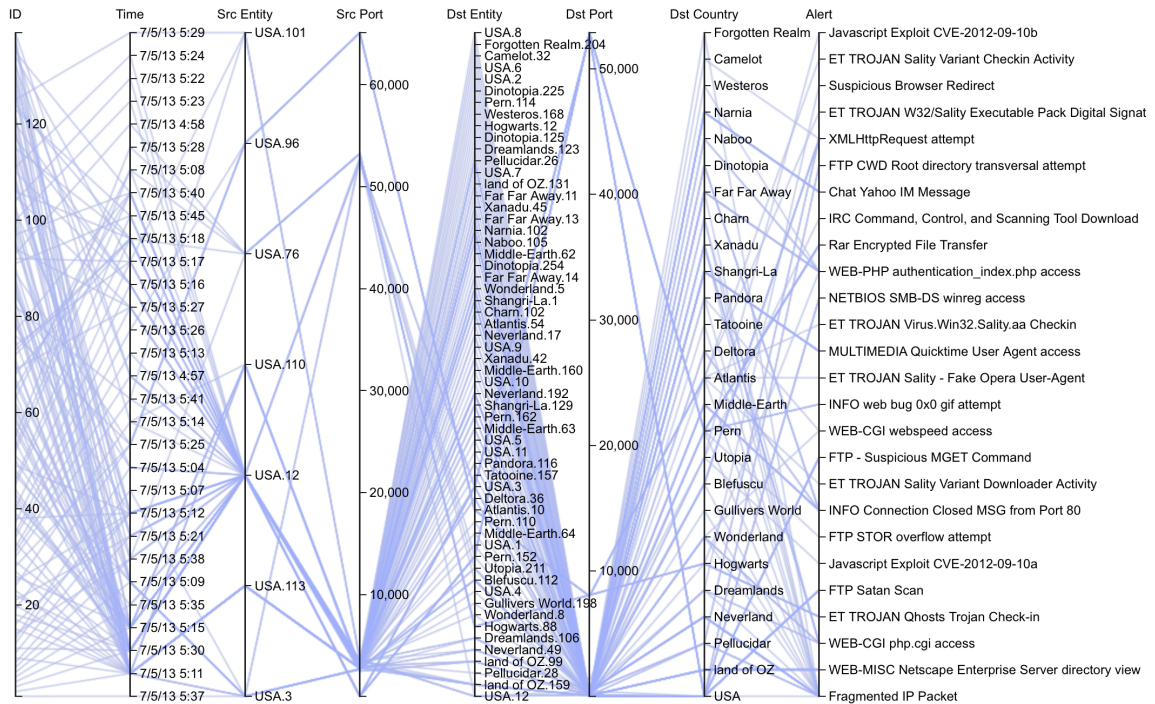 ID
Time
Src Entity
Src Port
Dst Entity
Dst Port
Dst Country
Alert
120
100
80
60
40
20
7/5/13 5:29
7/5/13 5:24
7/5/13 5:22
7/5/13 5:23
7/5/13 4:58
7/5/13 5:28
7/5/13 5:08
7/5/13 5:40
7/5/13 5:45
7/5/13 5:18
7/5/13 5:17
7/5/13 5:16
7/5/13 5:27
7/5/13 5:26
7/5/13 5:13
7/5/13 4:57
7/5/13 5:41
7/5/13 5:14
7/5/13 5:25
7/5/13 5:04
7/5/13 5:07
7/5/13 5:12
7/5/13 5:21
7/5/13 5:38
7/5/13 5:09
7/5/13 5:35
7/5/13 5:15
7/5/13 5:30
7/5/13 5:11
7/5/13 5:37
USA.101
USA.96
USA.76
USA.110
USA.12
USA.113
USA.3
60,000
50,000
40,000
30,000
20,000
10,000
USA.8
Forgotten Realm.204
Camelot.32
USA.6
USA.2
Dinotopia.225
Pern.114
Westeros.168
Hogwarts.12
Dinotopia.125
Dreamlands.123
Pellucidar.26
USA.7
land of OZ.131
Far Far Away.11
Xanadu.45
Far Far Away.13
Narnia.102
Naboo.105
Middle-Earth.62
Dinotopia.254
Far Far Away.14
Wonderland.5
Shangri-La.1
Charn.102
Atlantis.54
Neverland.17
USA.9
Xanadu.42
Middle-Earth.160
USA.10
Neverland.192
Shangri-La.129
Pern.162
Middle-Earth.63
USA.5
USA.11
Pandora.116
Tatooine.157
USA.3
Deltora.36
Atlantis.10
Pern.110
Middle-Earth.64
USA.1
Pern.152
Utopia.211
Blefuscu.112
USA.4
Gullivers World.198
Wonderland.8
Hogwarts.88
Dreamlands.106
Neverland.49
land of OZ.99
Pellucidar.28
land of OZ.159
USA.12
50,000
40,000
30,000
20,000
10,000
Forgotten Realm
Camelot
Westeros
Narnia
Naboo
Dinotopia
Far Far Away
Charn
Xanadu
Shangri-La
Pandora
Tatooine
Deltora
Atlantis
Middle-Earth
Pern
Utopia
Blefuscu
Gullivers World
Wonderland
Hogwarts
Dreamlands
Neverland
Pellucidar
land of OZ
USA
Javascript Exploit CVE-2012-09-10b
ET TROJAN Sality Variant Checkin Activity
Suspicious Browser Redirect
ET TROJAN W32/Sality Executable Pack Digital Signat
XMLHttpRequest attempt
FTP CWD Root directory transversal attempt
Chat Yahoo IM Message
IRC Command, Control, and Scanning Tool Download
Rar Encrypted File Transfer
WEB-PHP authentication_index.php access
NETBIOS SMB-DS winreg access
ET TROJAN Virus.Win32.Sality.aa Checkin
MULTIMEDIA Quicktime User Agent access
ET TROJAN Sality - Fake Opera User-Agent
INFO web bug 0x0 gif attempt
WEB-CGI webspeed access
FTP - Suspicious MGET Command
ET TROJAN Sality Variant Downloader Activity
INFO Connection Closed MSG from Port 80
FTP STOR overflow attempt
Javascript Exploit CVE-2012-09-10a
FTP Satan Scan
ET TROJAN Qhosts Trojan Check-in
WEB-CGI php.cgi access
WEB-MISC Netscape Enterprise Server directory view
Fragmented IP Packet